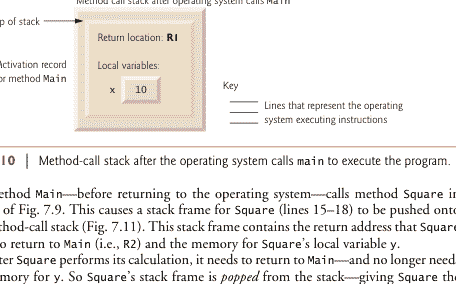 Method call stack after operating system calls Main
p of stack
Return location: R1
Activation record
or method Main
Local variables:
x 10
Key
Lines that represent the operating
system executing instructions
10 | Method-call stack after the operating system calls main to execute the program.
ethod Main—before returning to the operating system—calls method Square in
of Fig. 7.9. This causes a stack frame for Square (lines 15–18) to be pushed onto
ethod-call stack (Fig. 7.11). This stack frame contains the return address that Square
o return to Main (i.e., R2) and the memory for Square's local variable y.
ter Square performs its calculation, it needs to return to Main—and no longer needs
mory for y. So Square's stack frame is popped from the stack—giving Square the